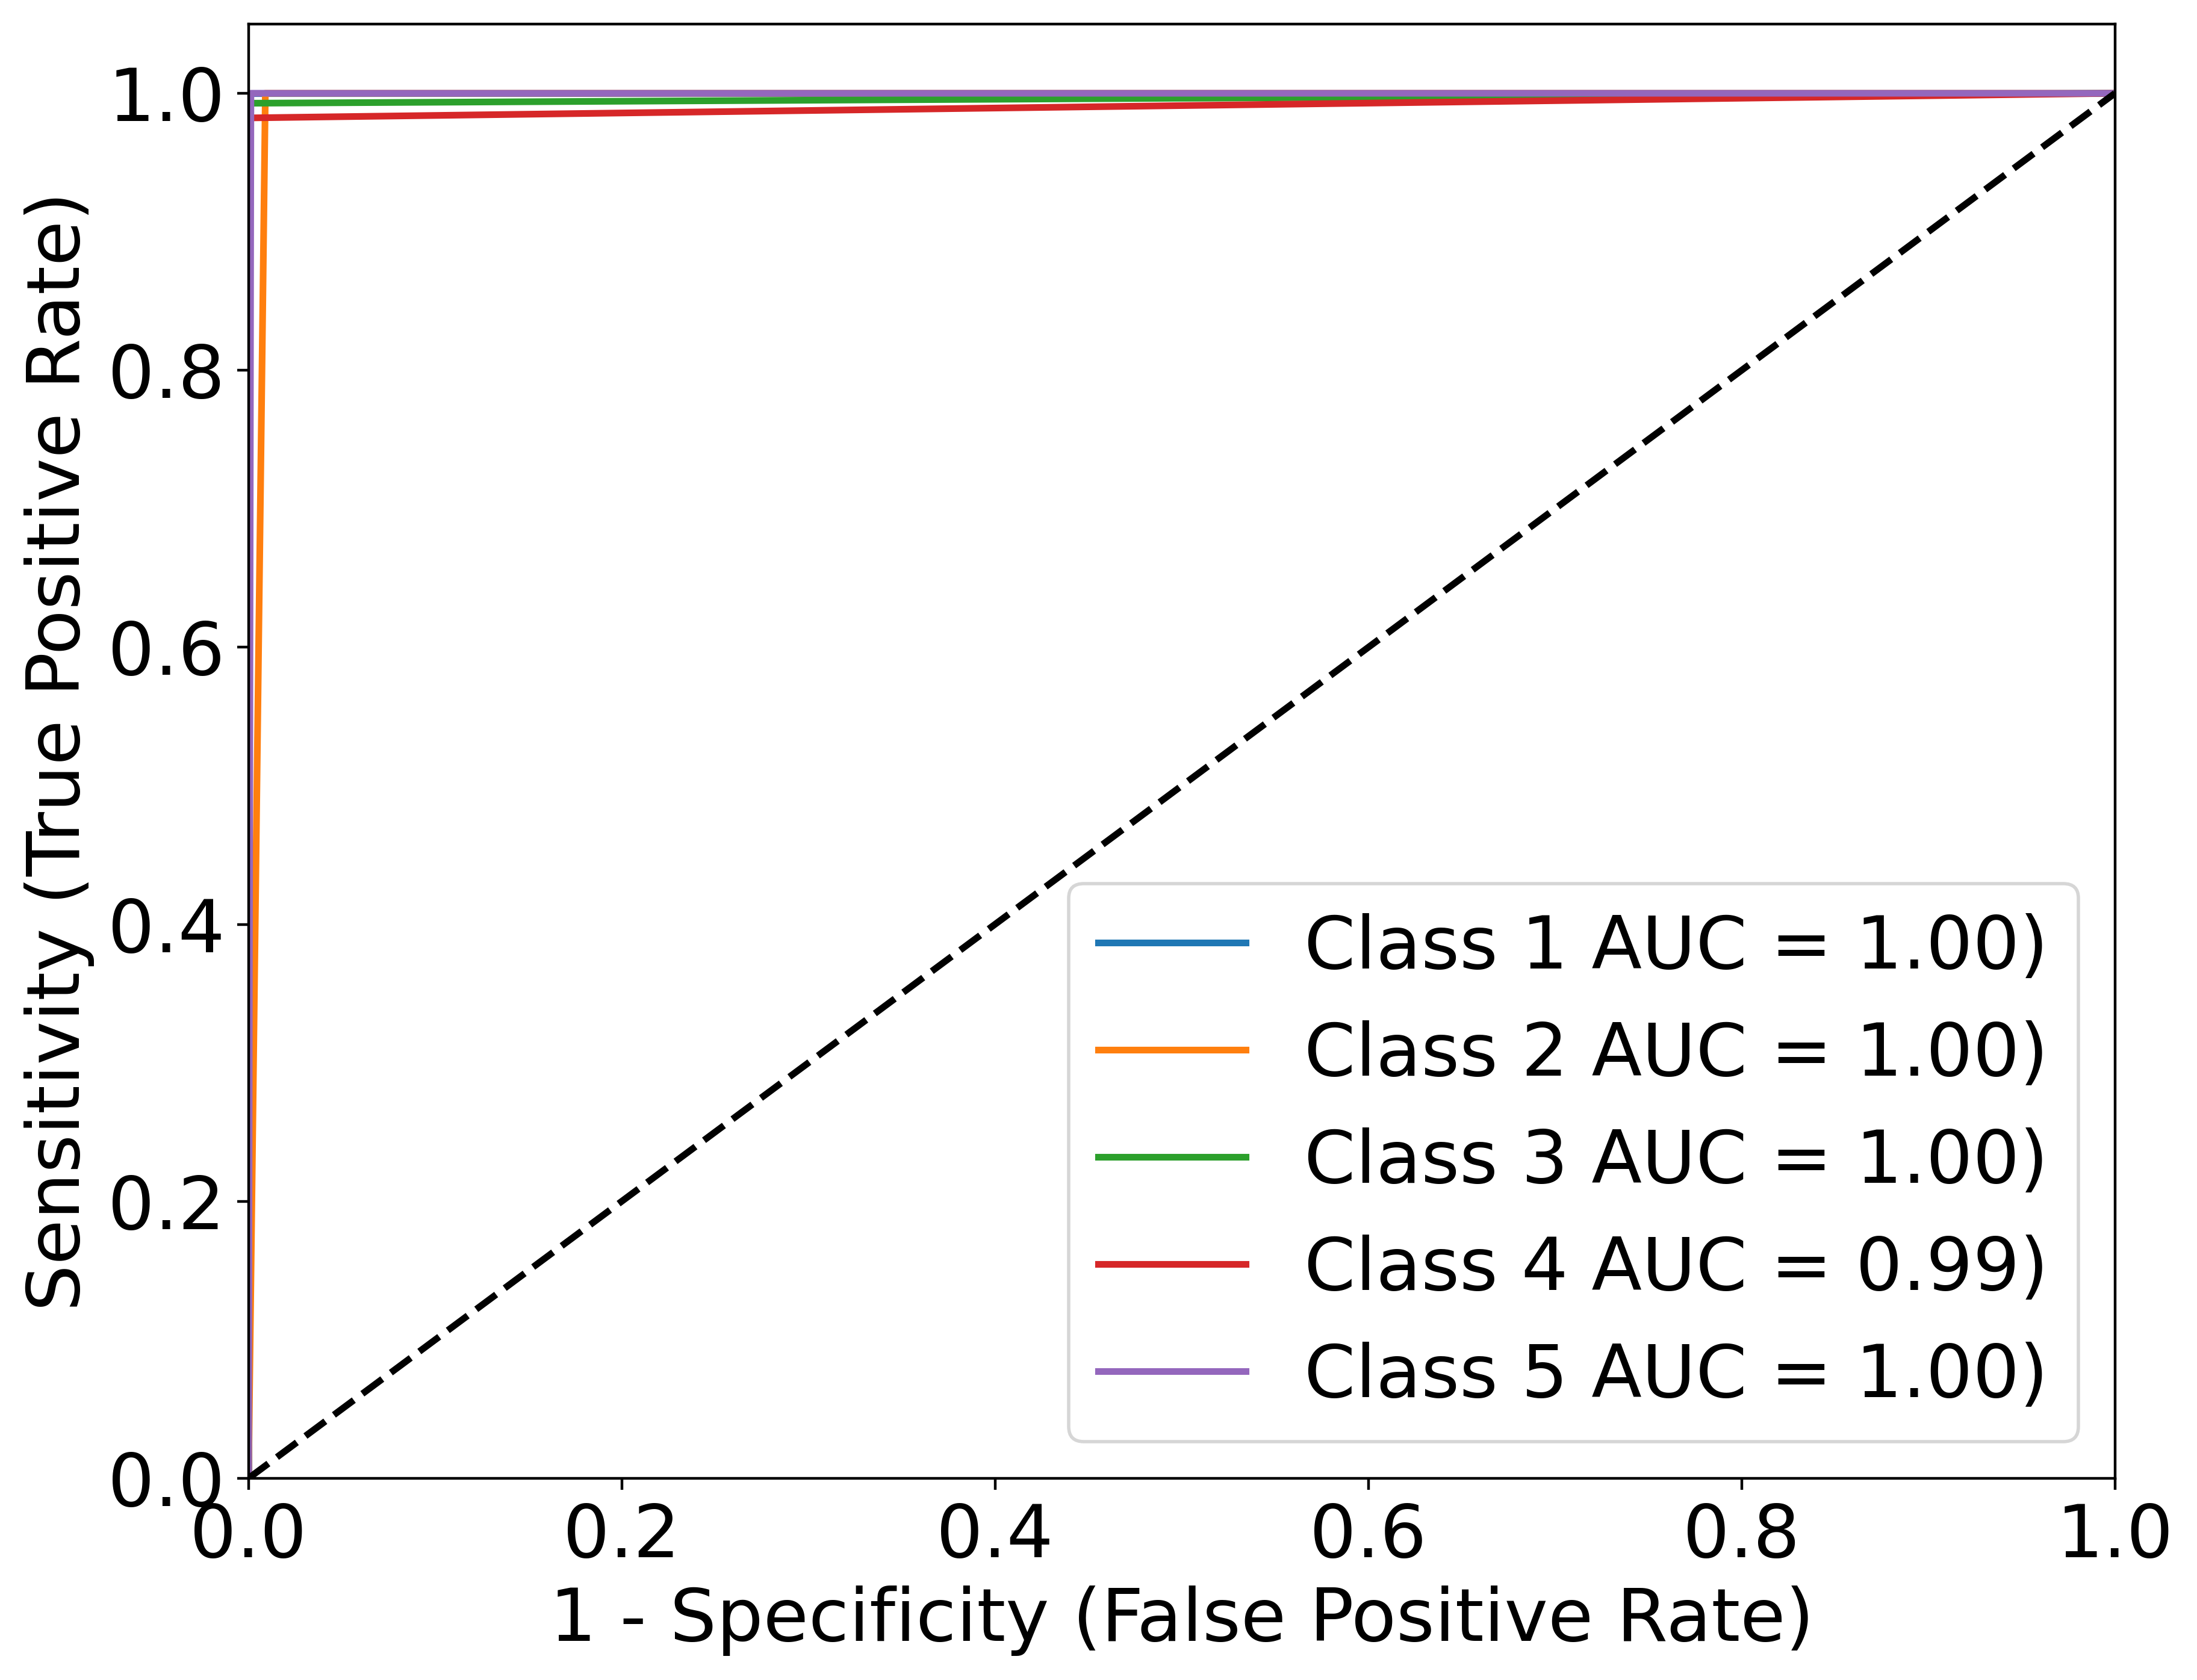 Sensitivity (True Positive Rate)
1.0
0.8
0.6
0.4
0.2
0.0
0.0 0.2 0.4 0.6 0.8 1.0
1 - Specificity (False Positive Rate)
Class 1 AUC = 1.00)
Class 2 AUC = 1.00)
Class 3 AUC = 1.00)
Class 4 AUC = 0.99)
Class 5 AUC = 1.00)